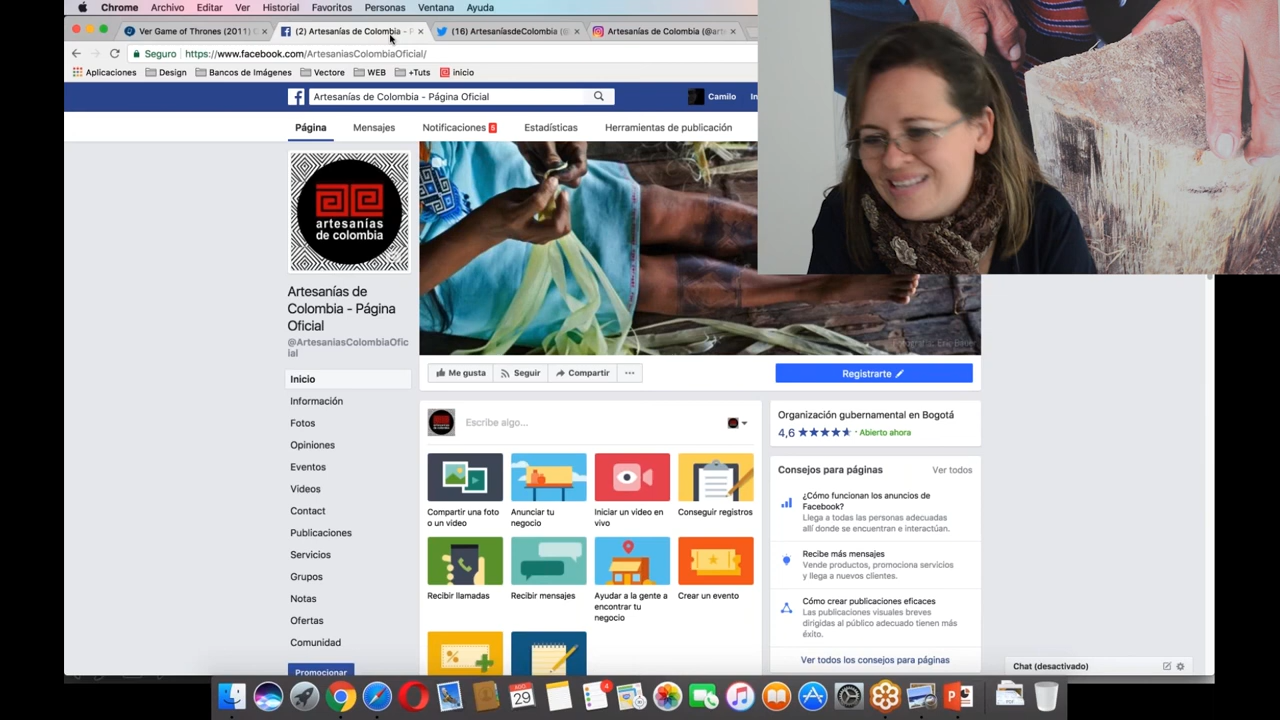 Chrome Archivo Editar Ver Historial Favoritos Personas Ventana Ayuda
Ver Game of Thrones (2011) (2) Artesanías de Colombia - (16) ArtesaníasdeColombia Artesanías de Colombia
Seguro https://www.facebook.com/ArtesaniasColombiaOficial/
Aplicaciones Design Bancos de Imágenes Vectore WEB +Tuts inicio
Artesanías de Colombia - Página Oficial
Camilo
Página Mensajes Notificaciones 5 Estadísticas Herramientas de publicación
artesanías
de colombia
Artesanías de
Colombia - Página
Oficial
@ArtesaniasColombiaOfic
ial
Inicio
Información
Fotos
Opiniones
Eventos
Videos
Contact
Publicaciones
Servicios
Grupos
Notas
Ofertas
Comunidad
Promocionar
Me gusta Seguir Compartir ···
Registrarte
Escribe algo...
Compartir una foto
o un video
Anunciar tu
negocio
Iniciar un video en
vivo
Conseguir registros
Recibir llamadas
Recibir mensajes
Ayudar a la gente a
encontrar tu
negocio
Crear un evento
Organización gubernamental en Bogotá
4,6 ★★★★★ · Abierto ahora
Consejos para páginas Ver todos
¿Cómo funcionan los anuncios de
Facebook?
Llega a todas las personas adecuadas
allí donde se encuentran e interactúan.
Recibe más mensajes
Vende productos, promociona servicios
y llega a nuevos clientes.
Cómo crear publicaciones eficaces
Las publicaciones visuales breves
dirigidas al público adecuado tienen más
éxito.
Ver todos los consejos para páginas
Chat (desactivado)
AGO
29
4